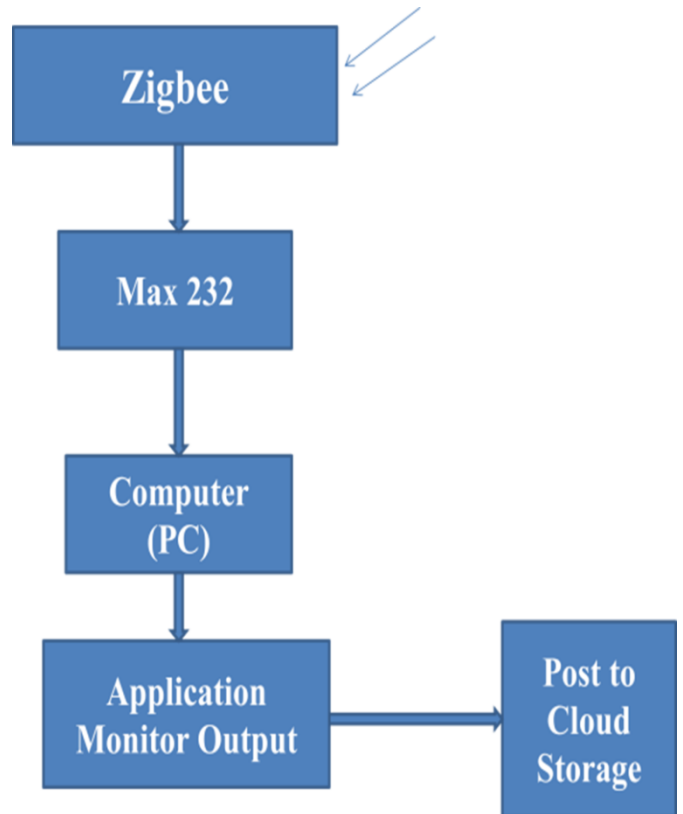 Zigbee
Max 232
Computer
(PC)
Application
Monitor Output
Post to
Cloud
Storage